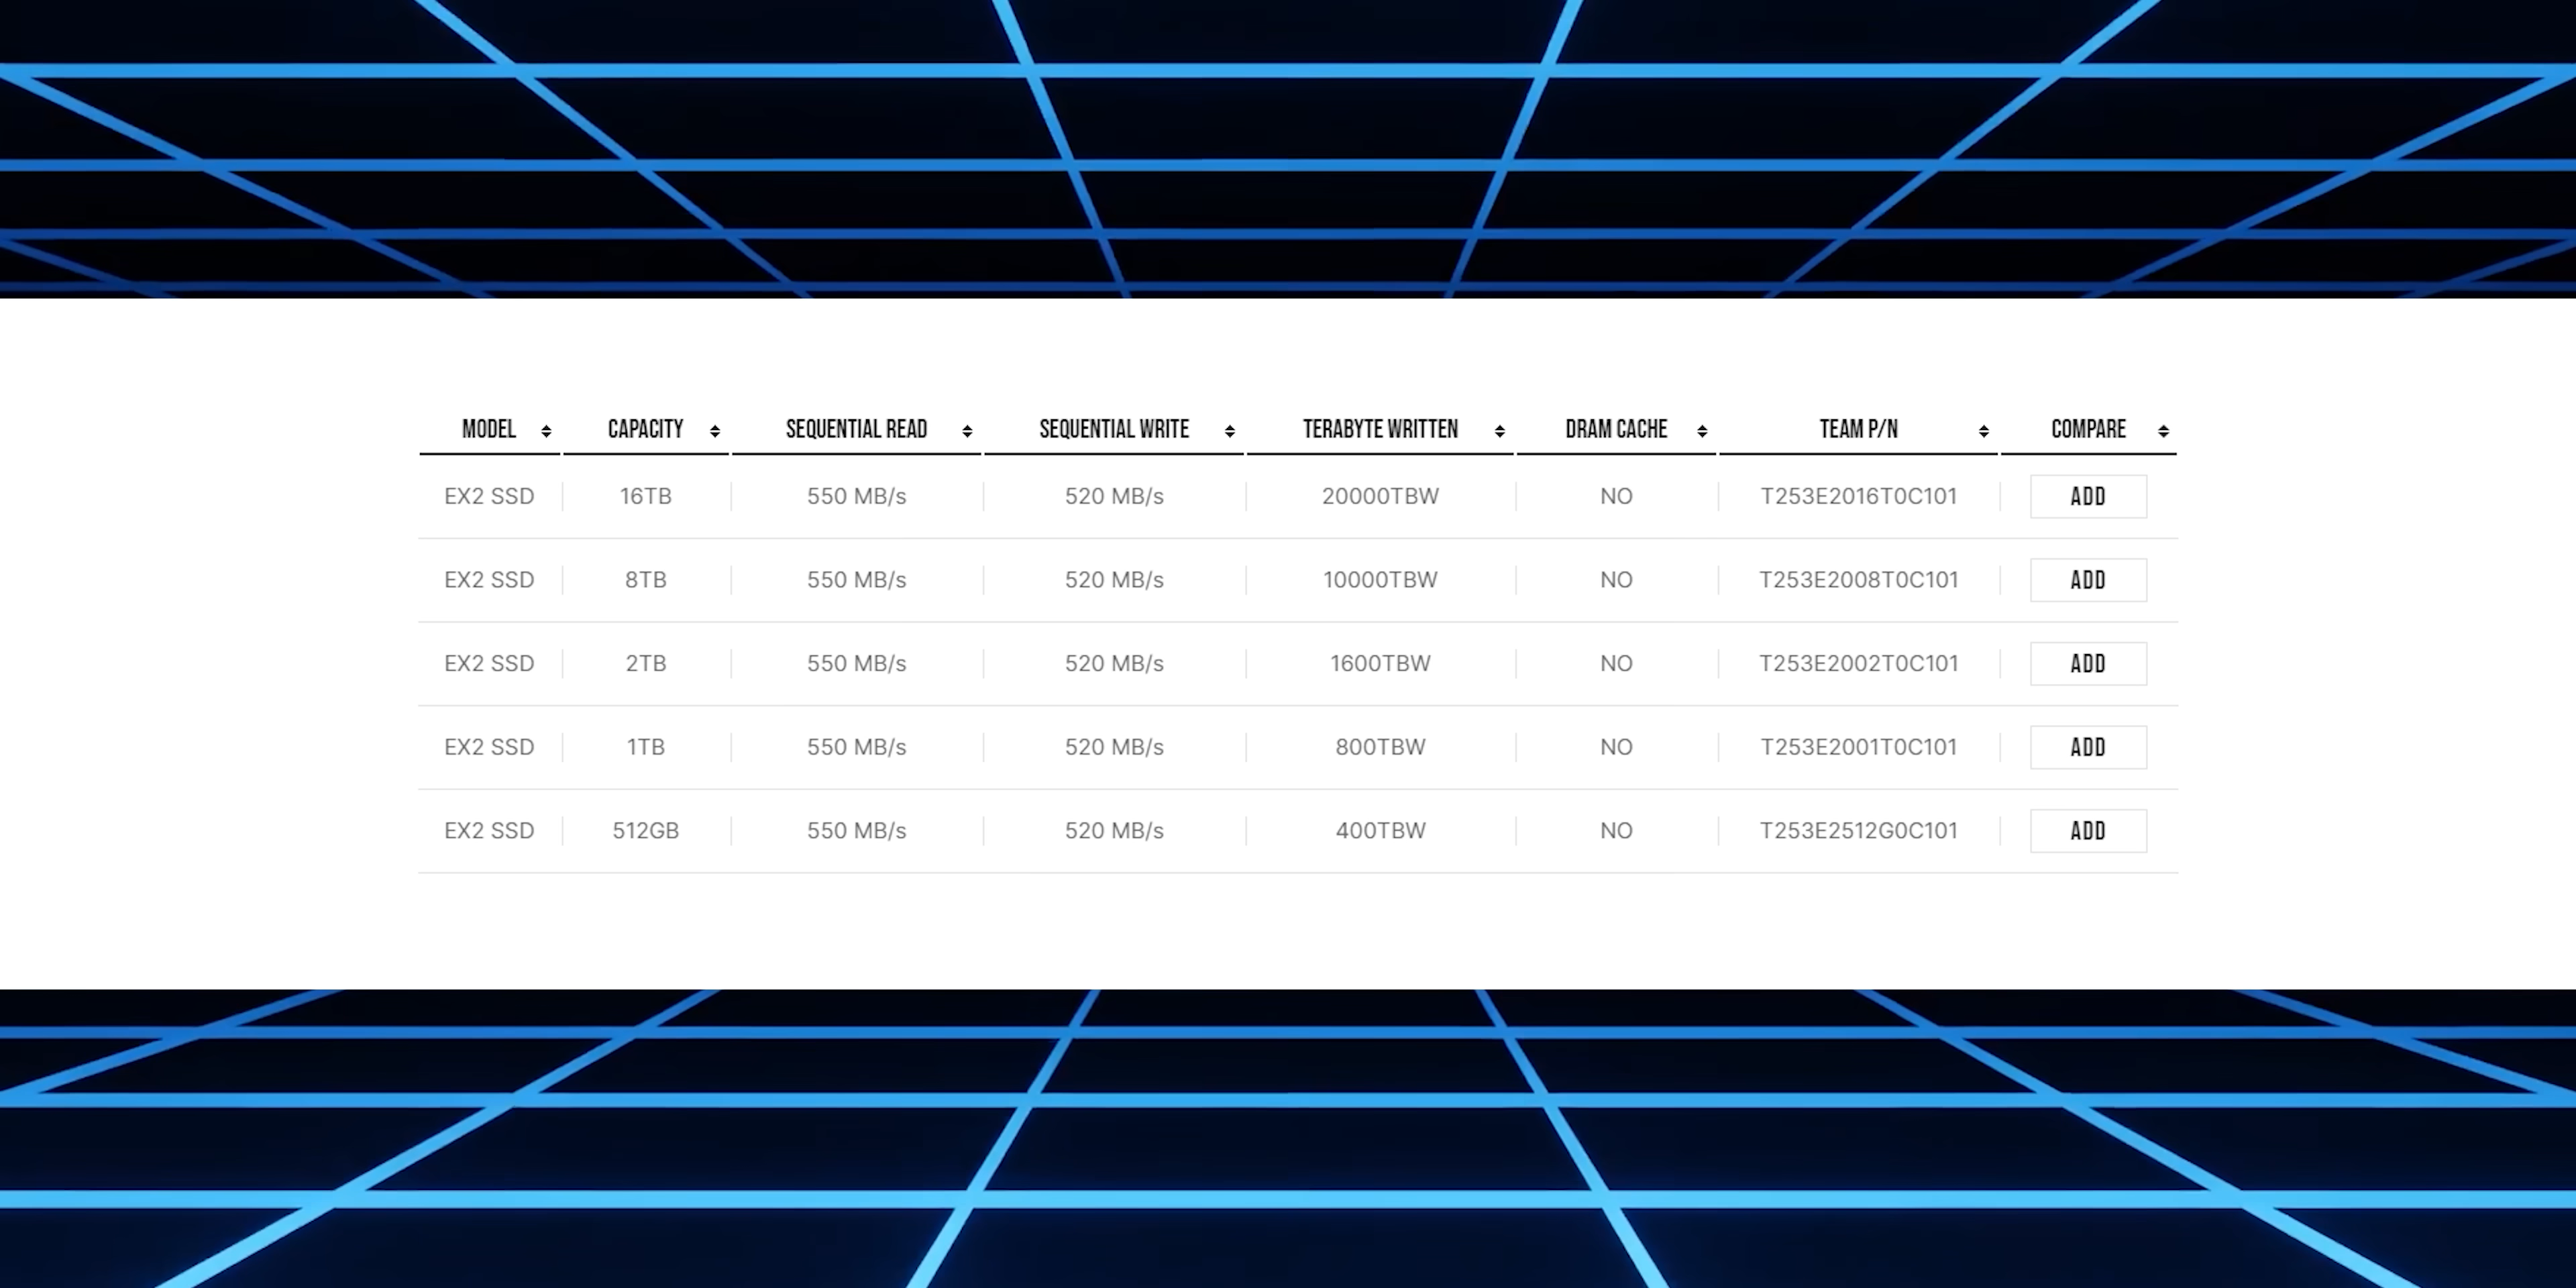 MODEL CAPACITY SEQUENTIAL READ SEQUENTIAL WRITE TERABYTE WRITTEN DRAM CACHE TEAM P/N COMPARE
EX2 SSD 16TB 550 MB/s 520 MB/s 20000TBW NO T253E2016T0C101 ADD
EX2 SSD 8TB 550 MB/s 520 MB/s 10000TBW NO T253E2008T0C101 ADD
EX2 SSD 2TB 550 MB/s 520 MB/s 1600TBW NO T253E2002T0C101 ADD
EX2 SSD 1TB 550 MB/s 520 MB/s 800TBW NO T253E2001T0C101 ADD
EX2 SSD 512GB 550 MB/s 520 MB/s 400TBW NO T253E2512G0C101 ADD